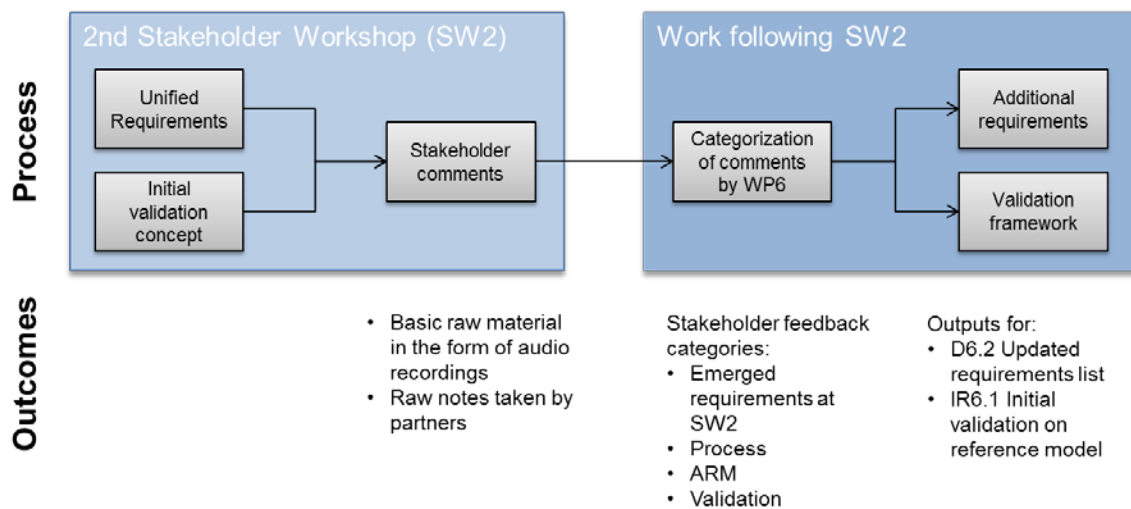 2nd Stakeholder Workshop (SW2)
Work following SW2
Process
Unified
Requirements
Initial
validation
concept
Stakeholder
comments
Categorization
of comments
by WP6
Additional
requirements
Validation
framework
Outcomes
• Basic raw material
in the form of audio
recordings
• Raw notes taken by
partners
Stakeholder feedback
categories:
• Emerged
requirements at
SW2
• Process
• ARM
• Validation
Outputs for:
• D6.2 Updated
requirements list
• IR6.1 Initial
validation on
reference model